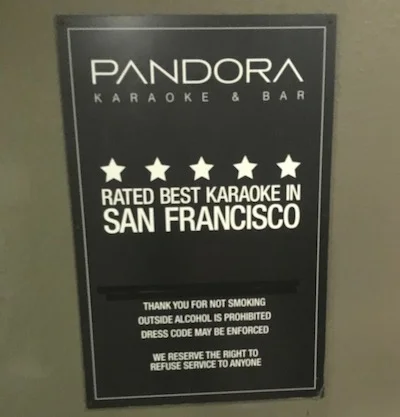 PANDORA
KARAOKE & BAR
RATED BEST KARAOKE IN
SAN FRANCISCO
THANK YOU FOR NOT SMOKING
OUTSIDE ALCOHOL IS PROHIBITED
DRESS CODE MAY BE ENFORCED
WE RESERVE THE RIGHT TO
REFUSE SERVICE TO ANYONE